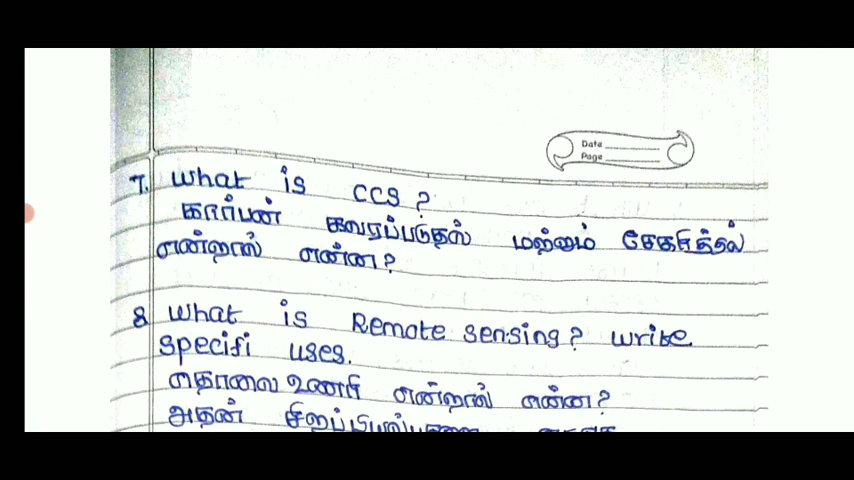 Date
Page
7. What is CCS?
கார்பன் கவரப்படுதல் மற்றும் சேகரித்தல்
என்றால் என்ன?
8 What is Remote sensing? Write
specifi uses.
தொலை உணரி என்றால் என்ன?
அதன்